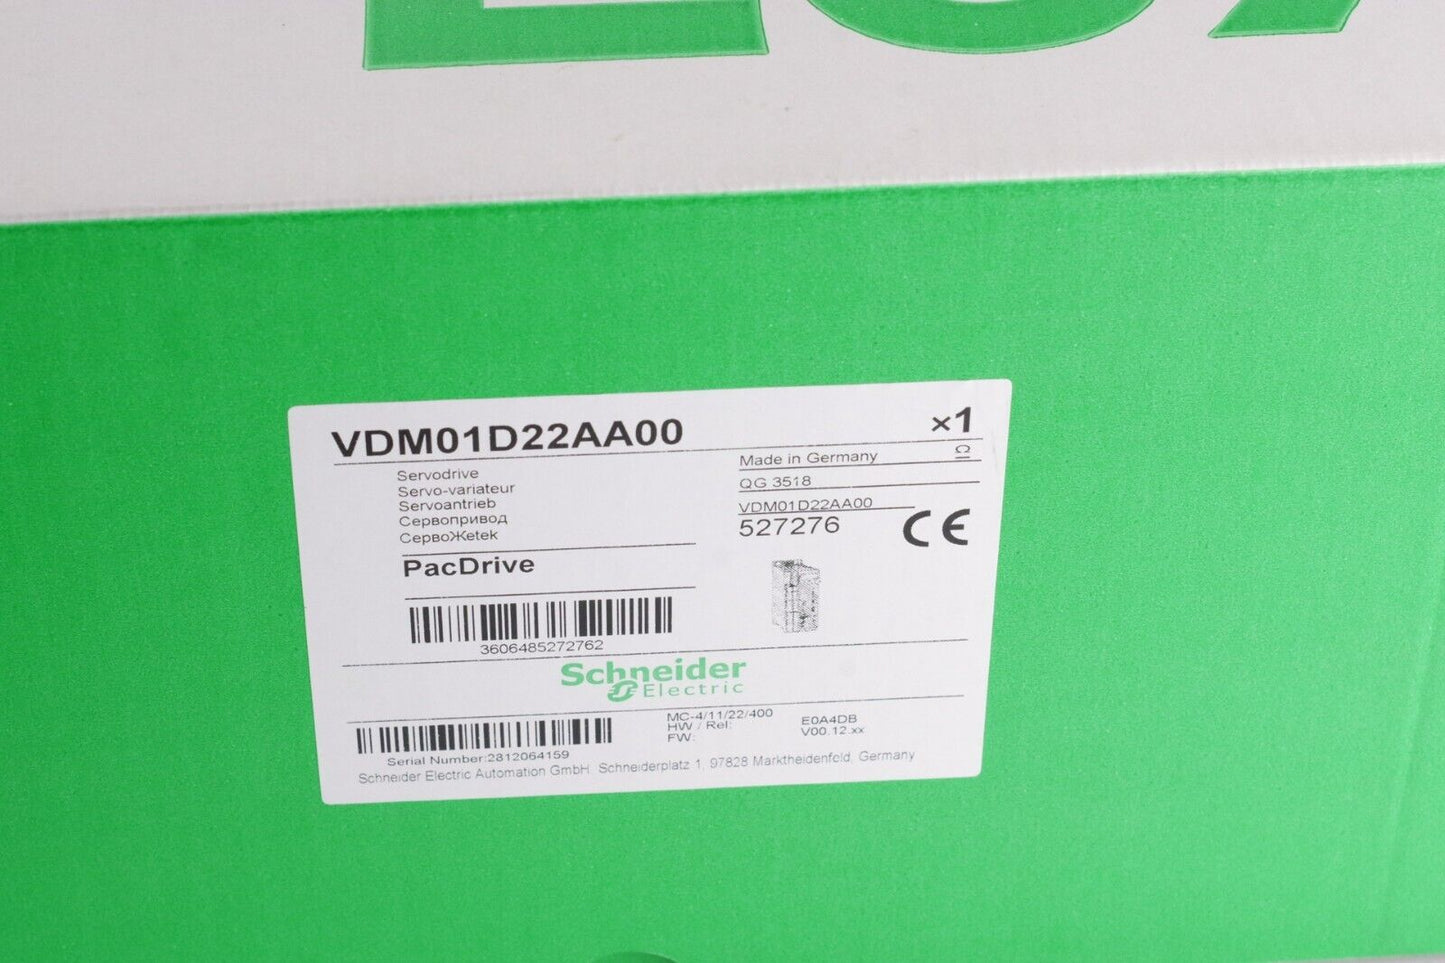 VDM01D22AA00 ×1
Servodrive
Servo-variateur
Servoantrieb
Сервопривод
СервоЖetek
PacDrive
3606485272762
Made in Germany Ω
QG 3518
VDM01D22AA00
527276
CE
Schneider
Electric
MC-4/11/22/400
HW / Rel: E0A4DB
FW: V00.12.xx
Serial Number:2812064159
Schneider Electric Automation GmbH Schneiderplatz 1, 97828 Marktheidenfeld, Germany